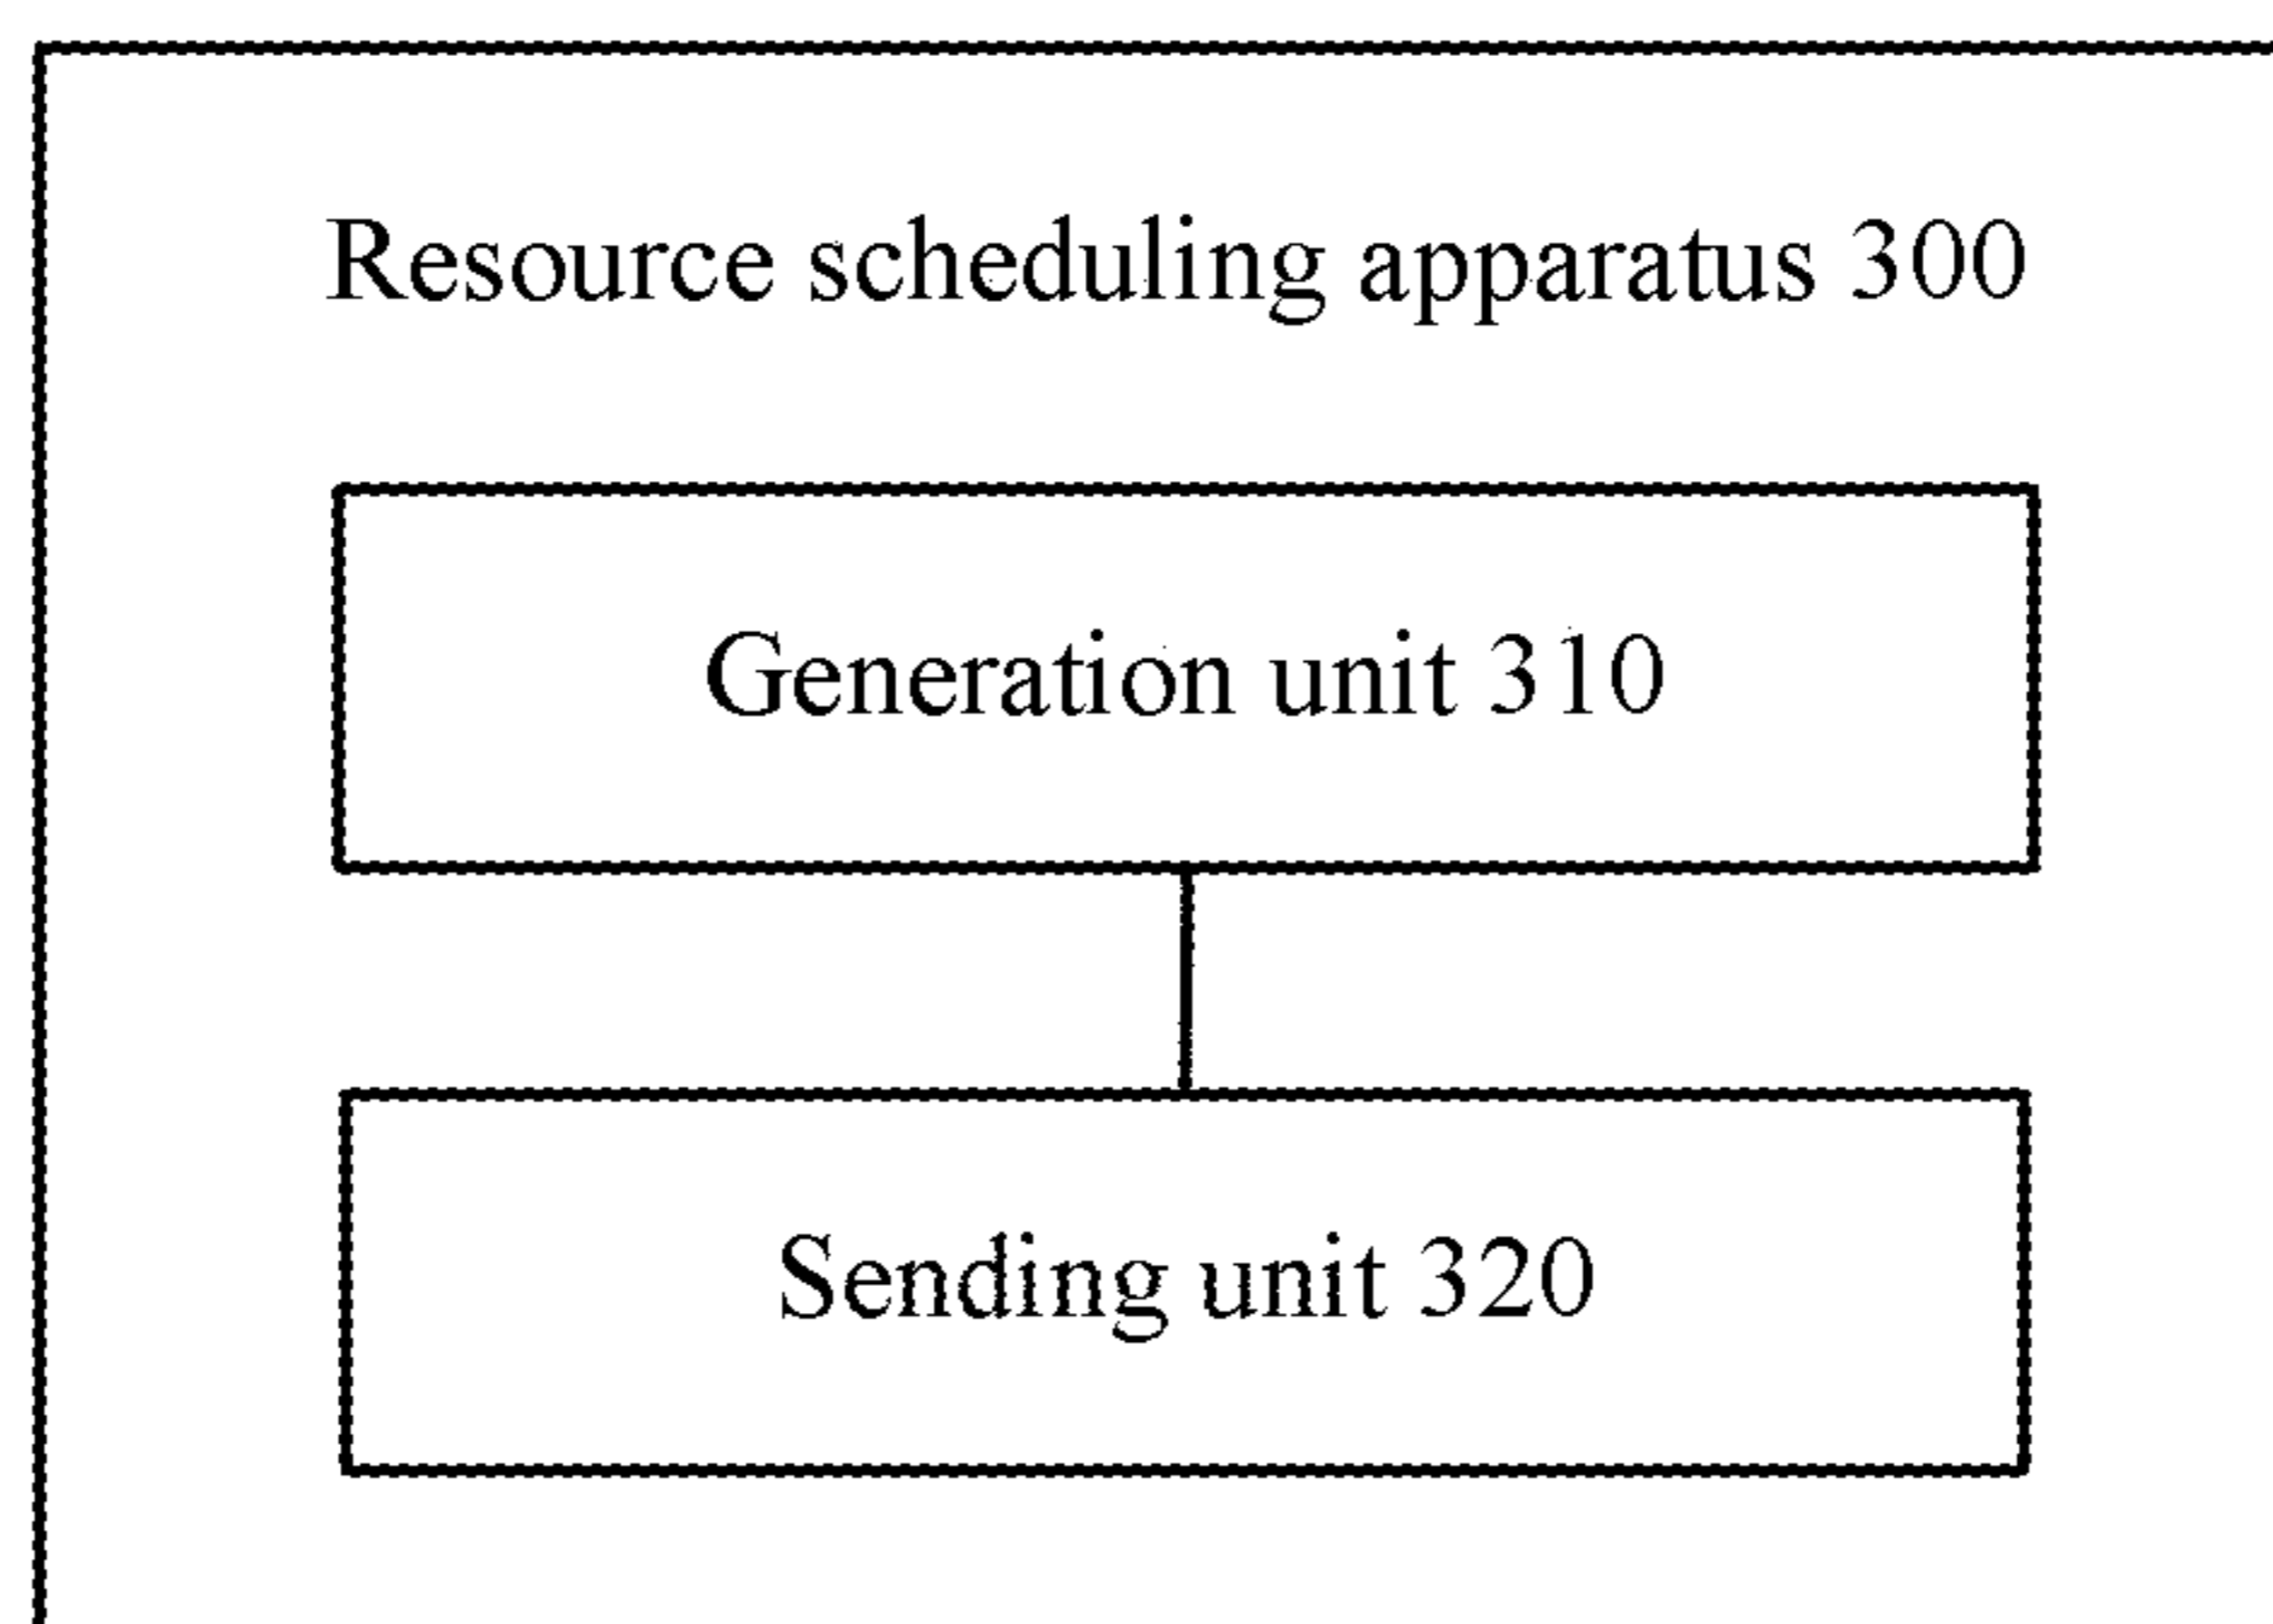 Resource scheduling apparatus 300
Generation unit 310
Sending unit 320